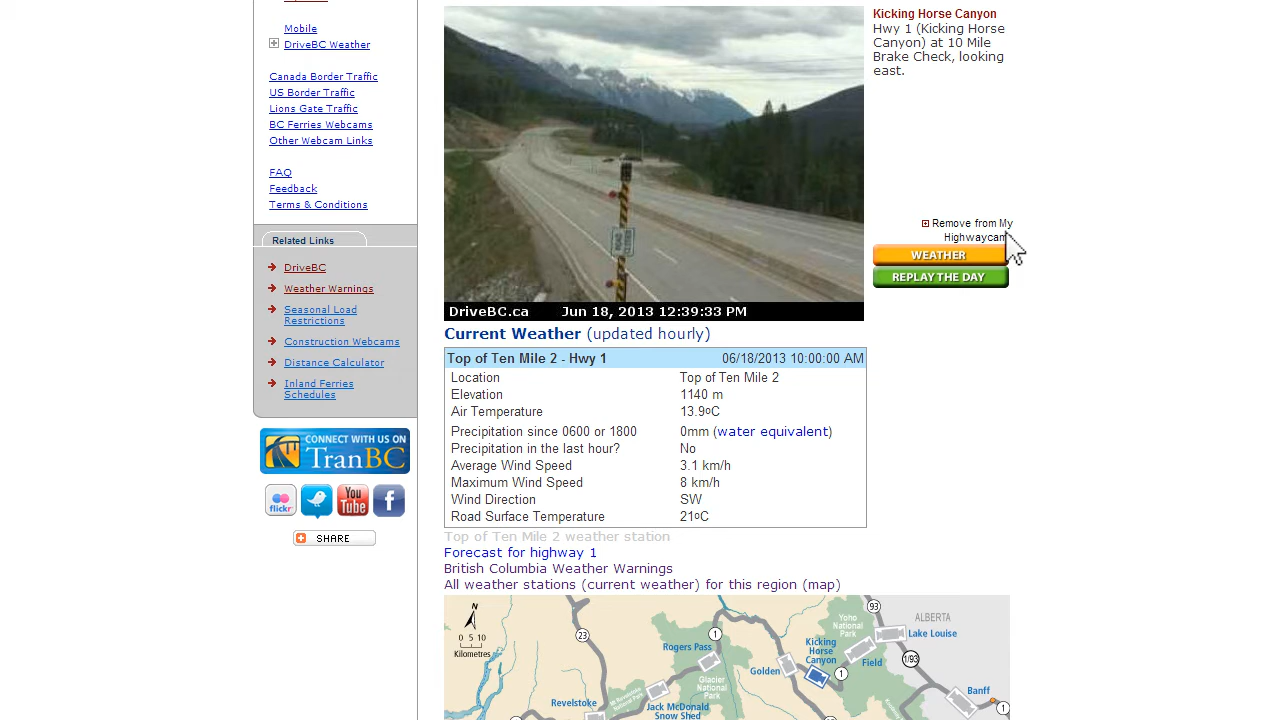 Mobile
DriveBC Weather
Canada Border Traffic
US Border Traffic
Lions Gate Traffic
BC Ferries Webcams
Other Webcam Links
FAQ
Feedback
Terms & Conditions
Related Links
DriveBC
Weather Warnings
Seasonal Load
Restrictions
Construction Webcams
Distance Calculator
Inland Ferries
Schedules
CONNECT WITH US ON
TranBC
flickr
You
Tube
f
SHARE
DriveBC.ca Jun 18, 2013 12:39:33 PM
Kicking Horse Canyon
Hwy 1 (Kicking Horse
Canyon) at 10 Mile
Brake Check, looking
east.
Remove from My
Highwaycam
WEATHER
REPLAY THE DAY
Current Weather (updated hourly)
Top of Ten Mile 2 - Hwy 1 06/18/2013 10:00:00 AM
Location Top of Ten Mile 2
Elevation 1140 m
Air Temperature 13.9ºC
Precipitation since 0600 or 1800 0mm (water equivalent)
Precipitation in the last hour? No
Average Wind Speed 3.1 km/h
Maximum Wind Speed 8 km/h
Wind Direction SW
Road Surface Temperature 21ºC
Top of Ten Mile 2 weather station
Forecast for highway 1
British Columbia Weather Warnings
All weather stations (current weather) for this region (map)
N
0 5 10
Kilometres
23
1
93
ALBERTA
Yoho
National
Park
Lake Louise
Rogers Pass
Kicking
Horse
Canyon
Golden
Field
1
1/93
Glacier
National
Park
Banff
1
Revelstoke
Jack McDonald
Snow Shed